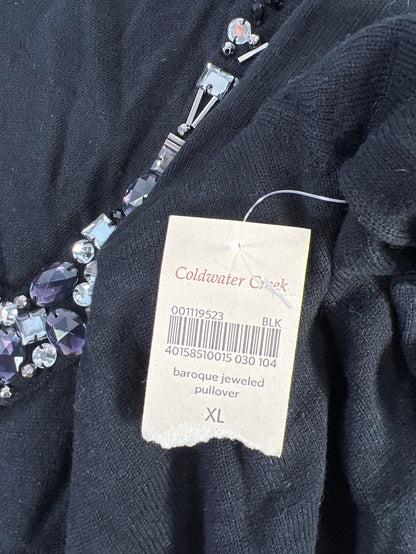 Coldwater Creek
001119523 BLK
40158510015 030 104
baroque jeweled
pullover
XL